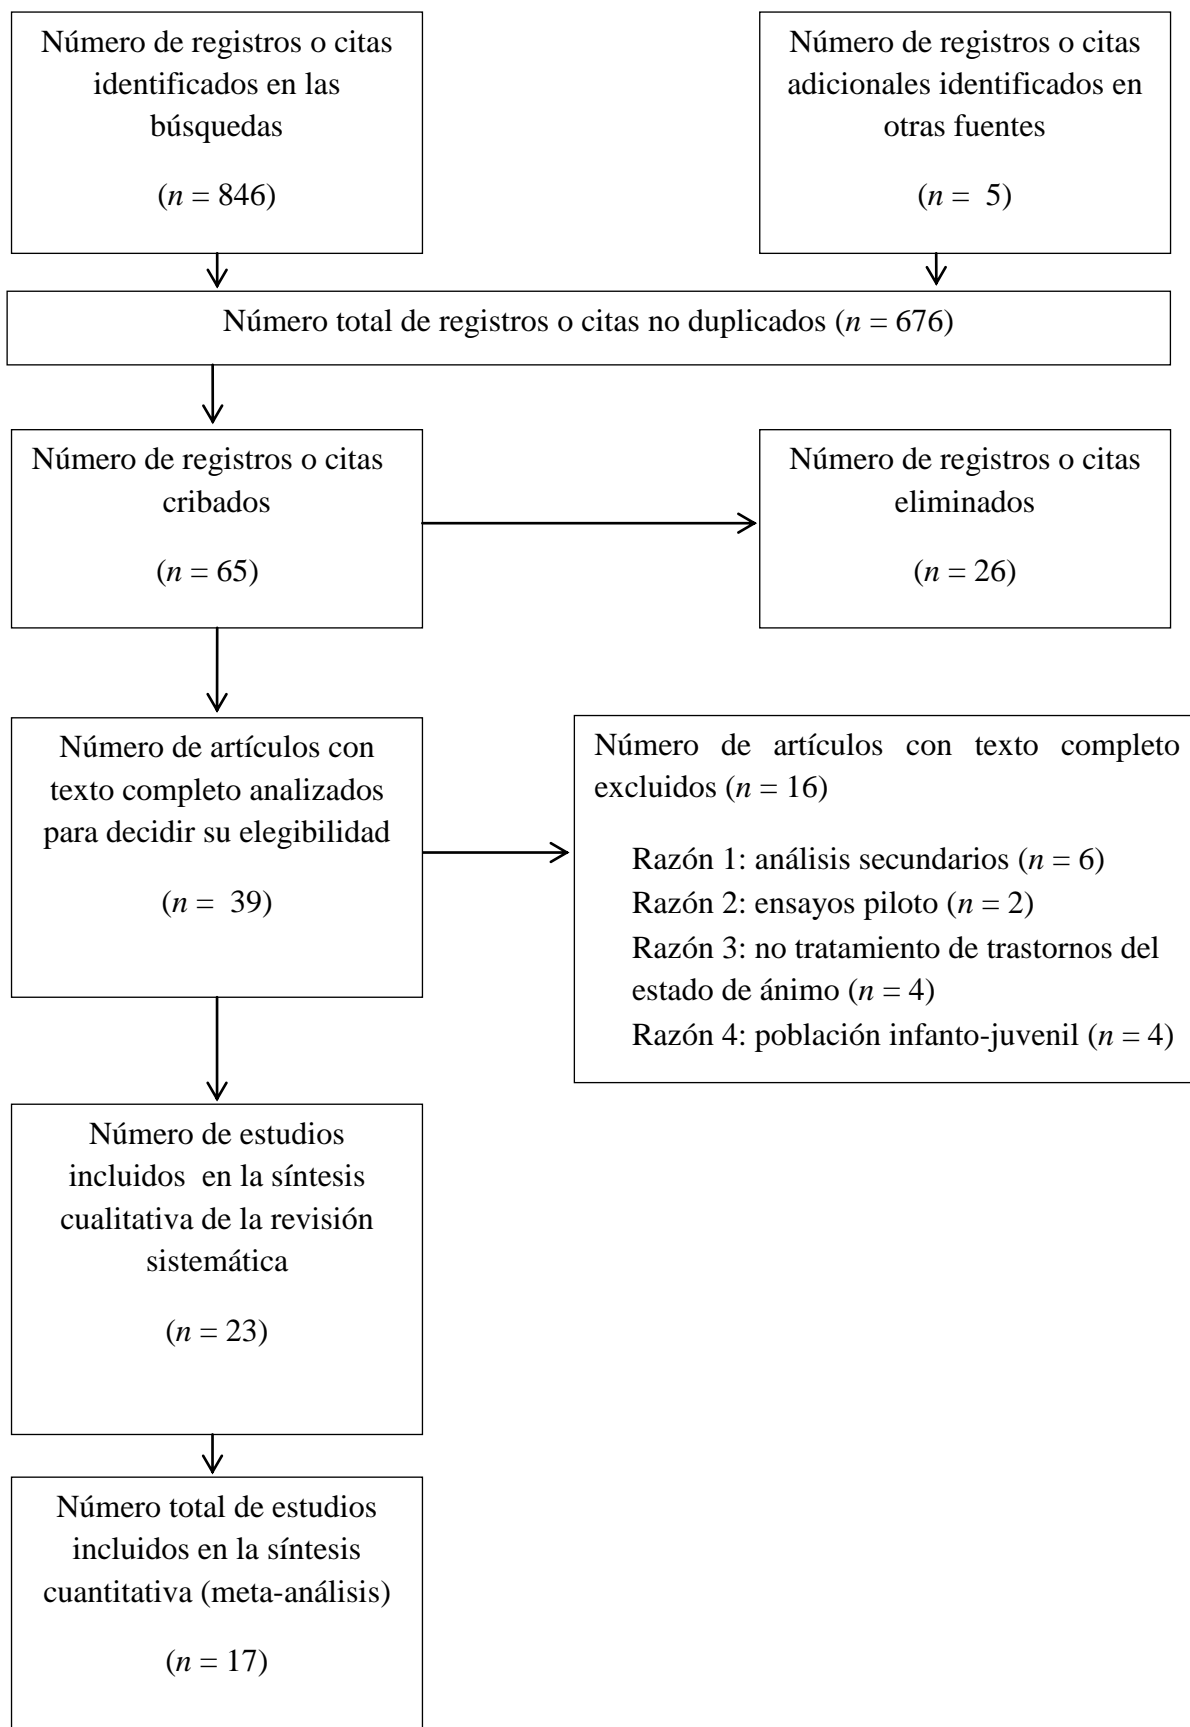 Número de registros o citas
identificados en las
búsquedas
(n = 846)
Número de registros o citas
adicionales identificados en
otras fuentes
(n = 5)
Número total de registros o citas no duplicados (n = 676)
Número de registros o citas
cribados
(n = 65)
Número de registros o citas
eliminados
(n = 26)
Número de artículos con
texto completo analizados
para decidir su elegibilidad
(n = 39)
Número de artículos con texto completo
excluidos (n = 16)
Razón 1: análisis secundarios (n = 6)
Razón 2: ensayos piloto (n = 2)
Razón 3: no tratamiento de trastornos del
estado de ánimo (n = 4)
Razón 4: población infanto-juvenil (n = 4)
Número de estudios
incluidos en la síntesis
cualitativa de la revisión
sistemática
(n = 23)
Número total de estudios
incluidos en la síntesis
cuantitativa (meta-análisis)
(n = 17)